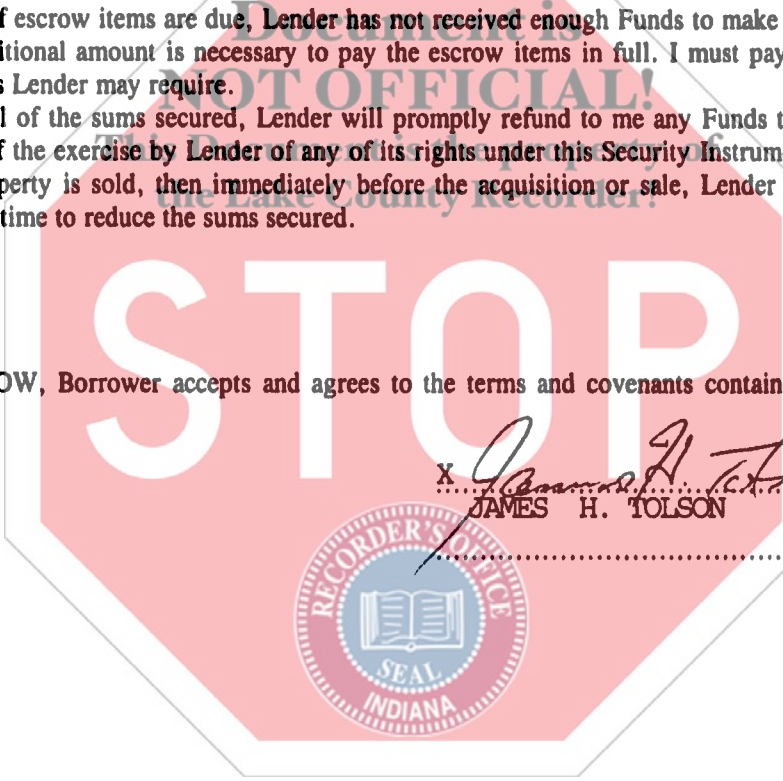 f escrow items are due, Lender has not received enough Funds to make
Document is
itional amount is necessary to pay the escrow items in full. I must pay
s Lender may require.
NOT OFFICIAL!
l of the sums secured, Lender will promptly refund to me any Funds
This Document is the property of
f the exercise by Lender of any of its rights under this Security Instrum
perty is sold, then immediately before the acquisition or sale, Lender
the Lake County Recorder!
time to reduce the sums secured.
STOP
OW, Borrower accepts and agrees to the terms and covenants contain
X James H. Tol
JAMES H. TOLSON
RECORDER'S OFFICE
SEAL
INDIANA